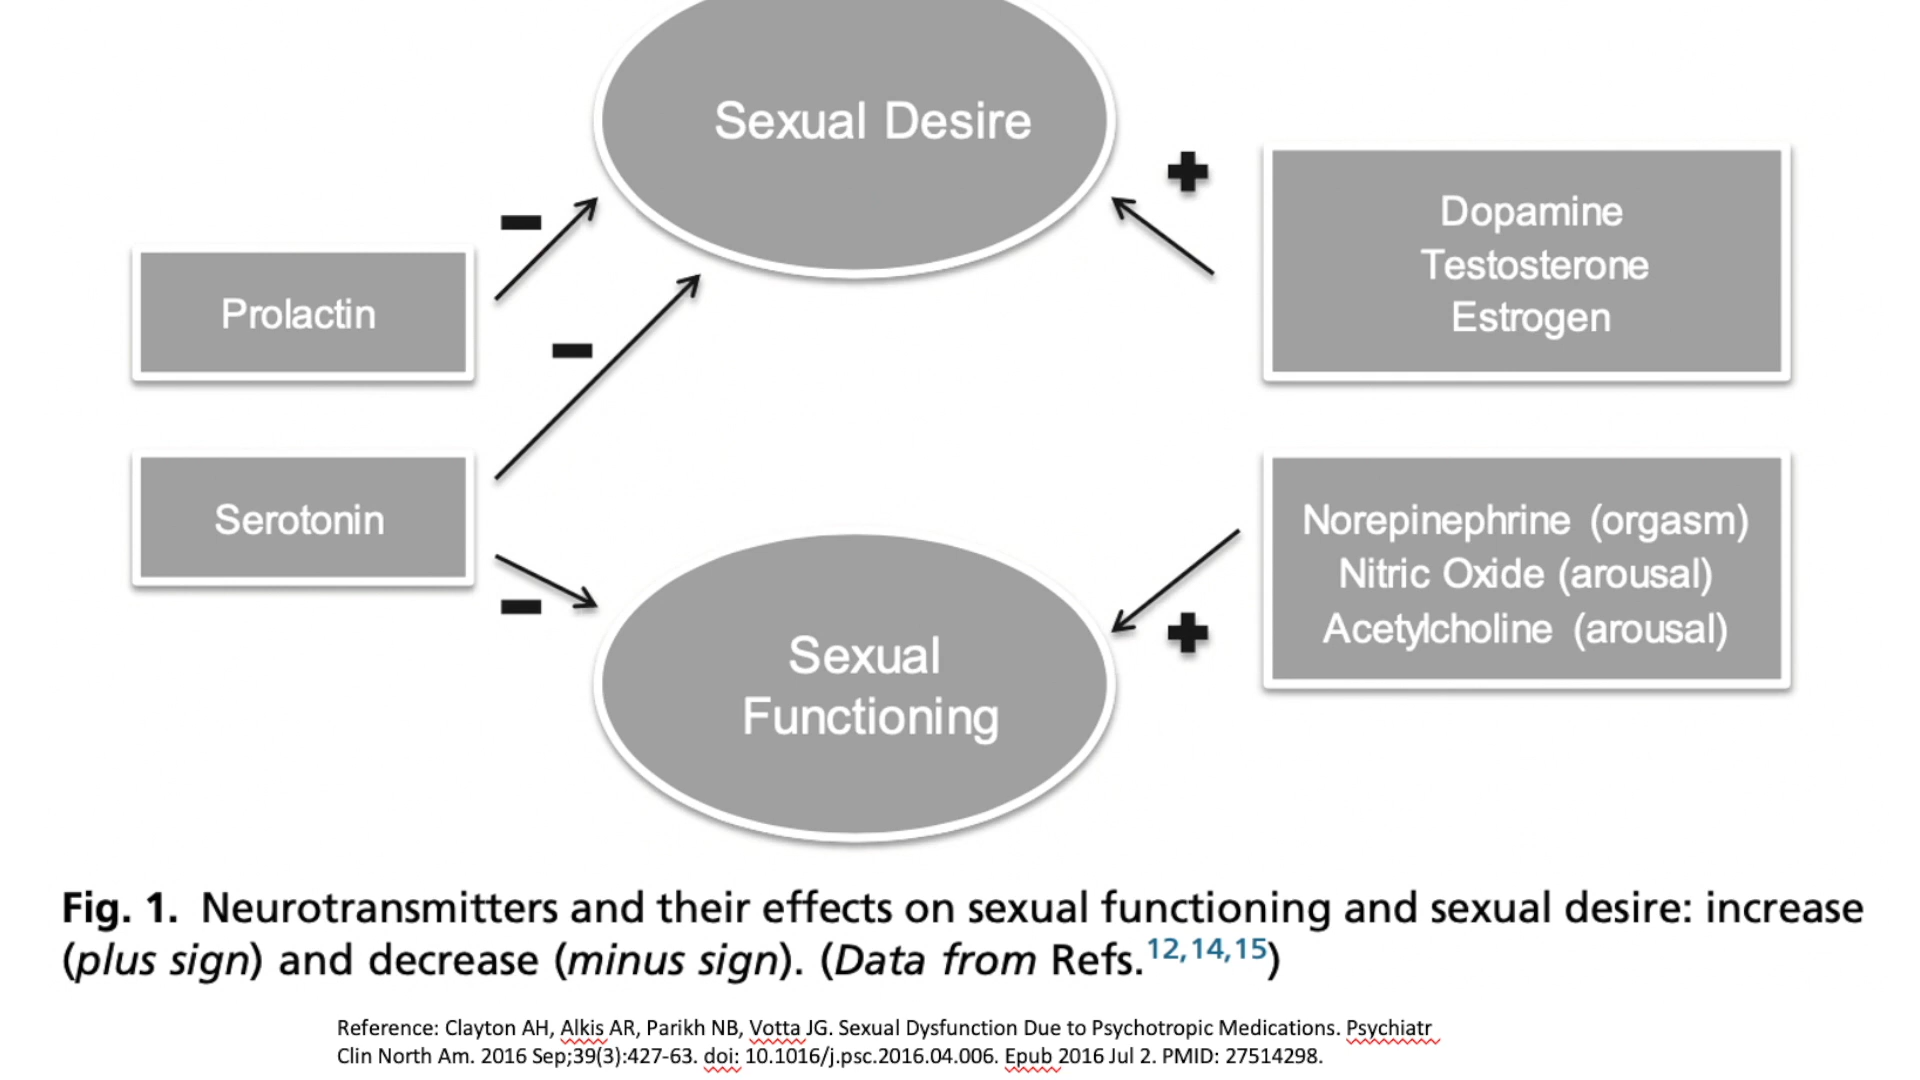 Sexual Desire
Prolactin
Dopamine
Testosterone
Estrogen
Serotonin
Norepinephrine (orgasm)
Nitric Oxide (arousal)
Acetylcholine (arousal)
Sexual
Functioning
Fig. 1. Neurotransmitters and their effects on sexual functioning and sexual desire: increase
(plus sign) and decrease (minus sign). (Data from Refs.12,14,15)
Reference: Clayton AH, Alkis AR, Parikh NB, Votta JG. Sexual Dysfunction Due to Psychotropic Medications. Psychiatr
Clin North Am. 2016 Sep;39(3):427-63. doi: 10.1016/j.psc.2016.04.006. Epub 2016 Jul 2. PMID: 27514298.